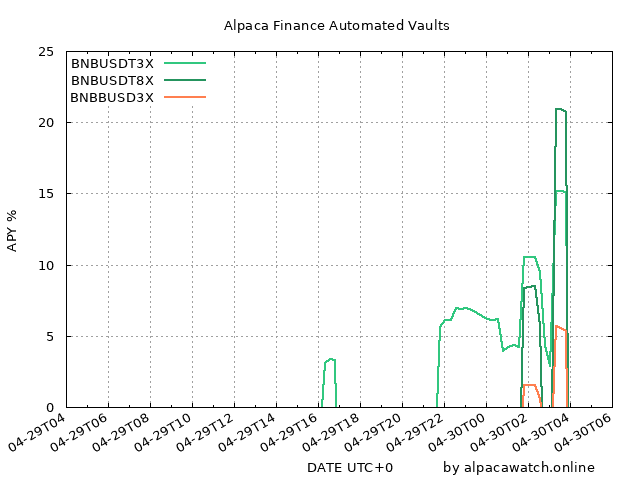 Alpaca Finance Automated Vaults
25
20
15
10
5
0
APY %
BNBUSDT3X
BNBUSDT8X
BNBBUSD3X
04-29T04
04-29T06
04-29T08
04-29T10
04-29T12
04-29T14
04-29T16
04-29T18
04-29T20
04-29T22
04-30T00
04-30T02
04-30T04
04-30T06
DATE UTC+0
by alpacawatch.online